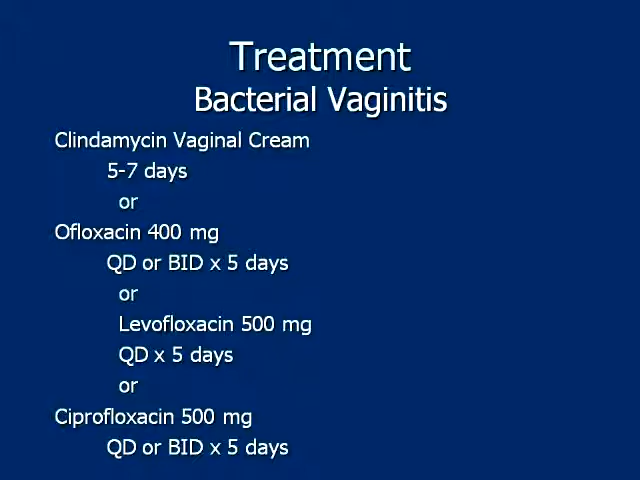 Treatment
Bacterial Vaginitis
Clindamycin Vaginal Cream
5-7 days
or
Ofloxacin 400 mg
QD or BID x 5 days
or
Levofloxacin 500 mg
QD x 5 days
or
Ciprofloxacin 500 mg
QD or BID x 5 days